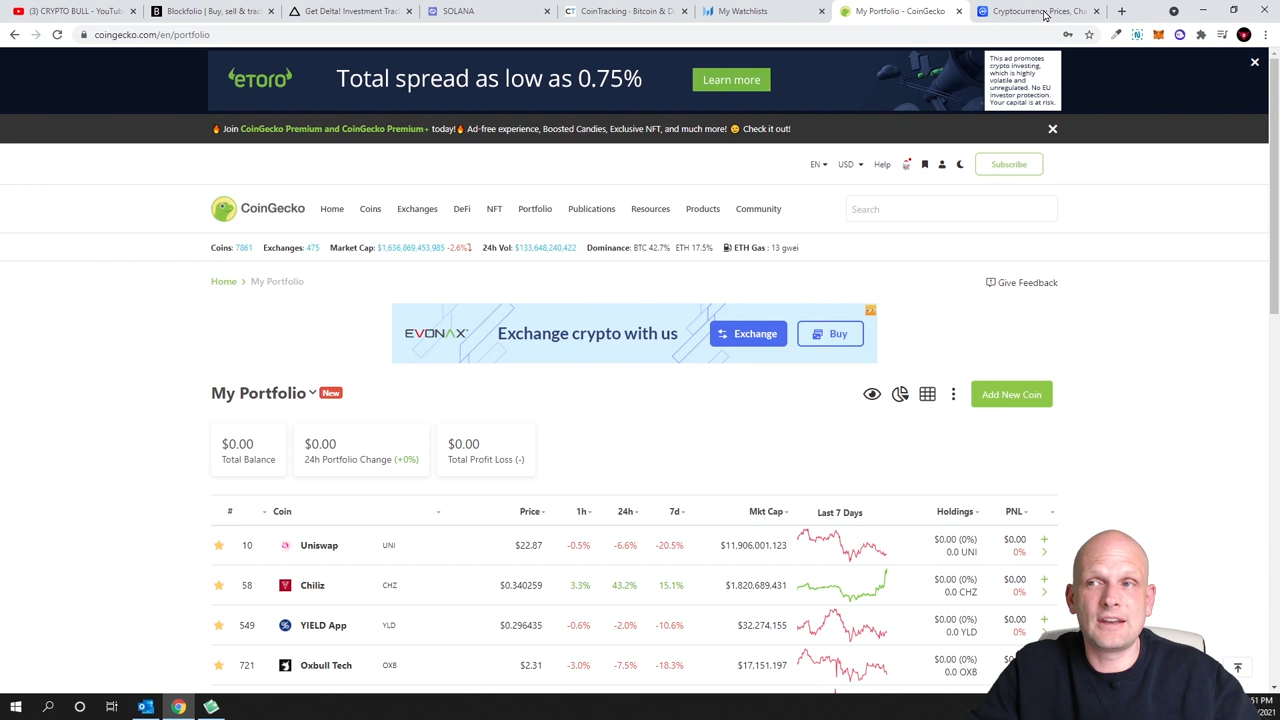 (3) CRYPTO BULL - YouTub
Blockfolio | Buy, sell & tra
Get Delta Investment Track
SOLANA
CoinTracking · Bitcoin & D
My Watchlists
My Portfolio - CoinGecko
Cryptocurrency Prices, Cha
coingecko.com/en/portfolio
eTORO
Total spread as low as 0.75%
Learn more
This ad promotes
crypto investing,
which is highly
volatile and
unregulated. No EU
investor protection.
Your capital is at risk.
Join CoinGecko Premium and CoinGecko Premium+ today! Ad-free experience, Boosted Candies, Exclusive NFT, and much more! Check it out!
EN USD Help Subscribe
CoinGecko Home Coins Exchanges DeFi NFT Portfolio Publications Resources Products Community Search
Coins: 7861 Exchanges: 475 Market Cap: $1,636,869,453,985 -2.6% 24h Vol: $133,648,240,422 Dominance: BTC 42.7% ETH 17.5% ETH Gas : 13 gwei
Home > My Portfolio
Give Feedback
EVONAX Exchange crypto with us Exchange Buy
My Portfolio New
Add New Coin
$0.00 $0.00 $0.00
Total Balance 24h Portfolio Change (+0%) Total Profit Loss (-)
# Coin Price 1h 24h 7d Mkt Cap Last 7 Days Holdings PNL
10 Uniswap UNI $22.87 -0.5% -6.6% -20.5% $11,906,001,123 $0.00 (0%) $0.00 +
0.0 UNI 0% >
58 Chiliz CHZ $0.340259 3.3% 43.2% 15.1% $1,820,689,431 $0.00 (0%) $0.00 +
0.0 CHZ 0% >
549 YIELD App YLD $0.296435 -0.6% -2.0% -10.6% $32,274,155 $0.00 (0%) $0.00 +
0.0 YLD 0% >
721 Oxbull Tech OXB $2.31 -3.0% -7.5% -18.3% $17,151,197 $0.00 (0%) $0.00 +
0.0 OXB 0% >
:51 PM
/2021